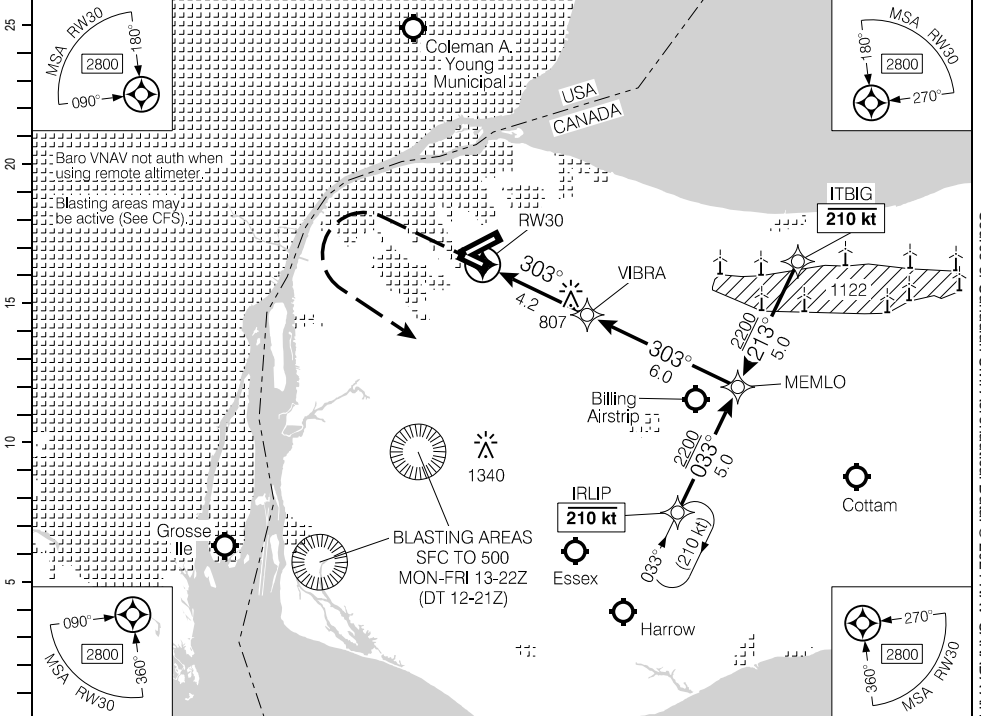 25
20
15
10
5
MSA RW30
180°
2800
090°
Coleman A.
Young
Municipal
USA
CANADA
MSA RW30
180°
2800
270°
Baro VNAV not auth when
using remote altimeter.
Blasting areas may
be active (See CFS).
RW30
ITBIG
210 kt
303°
4.2
807
VIBRA
1122
2200
213°
5.0
303°
6.0
MEMLO
Billing
Airstrip
2200
033°
5.0
1340
IRLIP
210 kt
Cottam
Grosse
Ile
BLASTING AREAS
SFC TO 500
MON-FRI 13-22Z
(DT 12-21Z)
033°
(210 kt)
Essex
Harrow
090°
2800
360°
MSA RW30
270°
2800
360°
MSA RW30